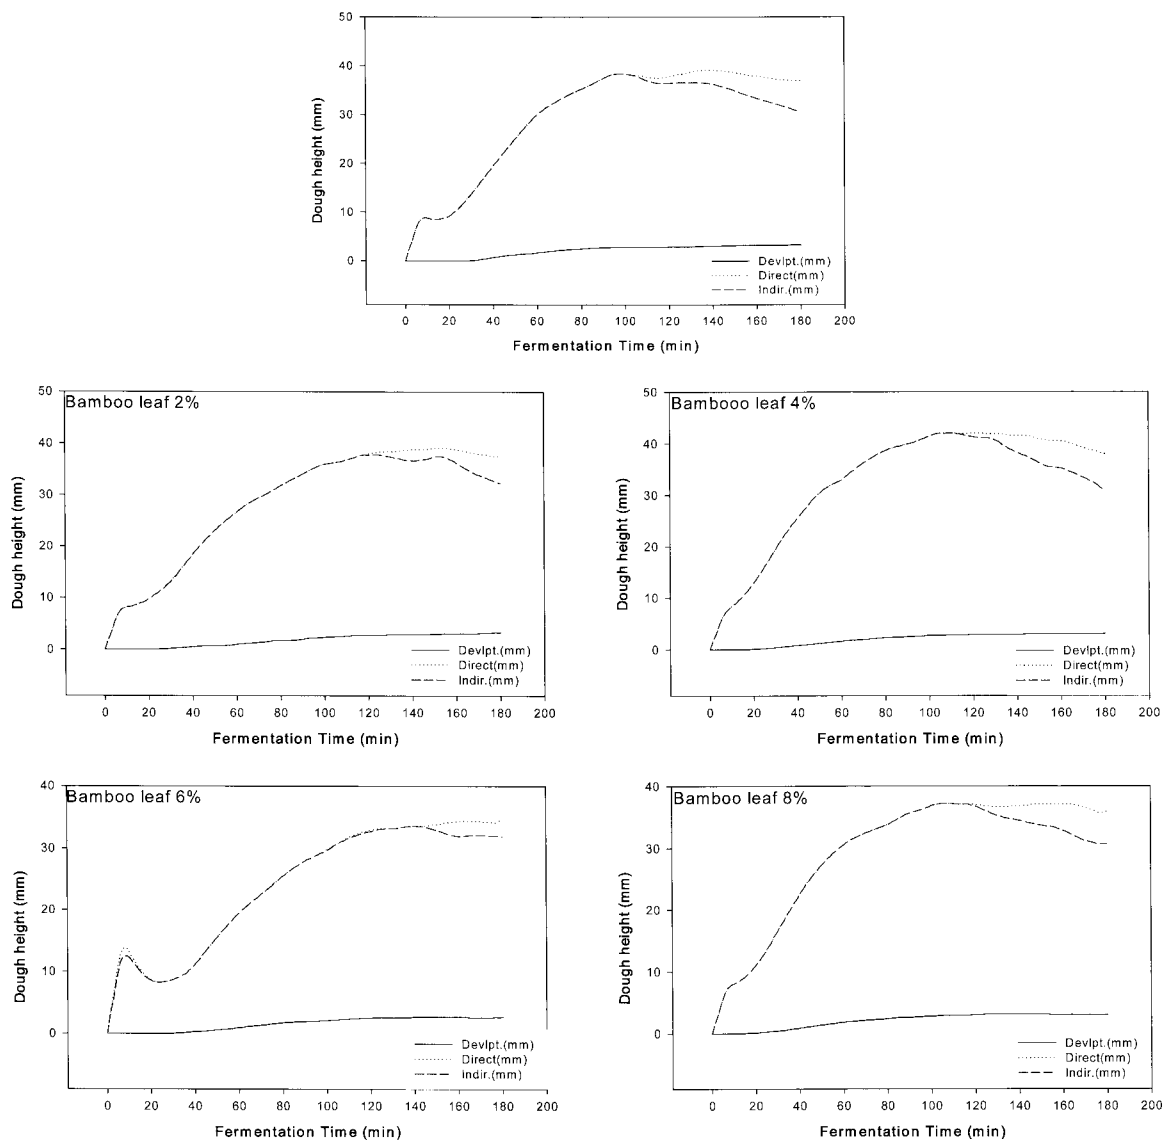 50
40
30
20
10
0
Dough height (mm)
Devlpt.(mm)
Direct(mm)
Indir.(mm)
0 20 40 60 80 100 120 140 160 180 200
Fermentation Time (min)
Bamboo leaf 2%
50
40
30
20
10
0
Dough height (mm)
Devlpt.(mm)
Direct(mm)
Indir.(mm)
0 20 40 60 80 100 120 140 160 180 200
Fermentation Time (min)
Bambooo leaf 4%
50
40
30
20
10
0
Dough height (mm)
Devlpt.(mm)
Direct(mm)
Indir.(mm)
0 20 40 60 80 100 120 140 160 180 200
Fermentation Time (min)
Bamboo leaf 6%
40
30
20
10
0
Dough height (mm)
Devlpt.(mm)
Direct(mm)
Indir.(mm)
0 20 40 60 80 100 120 140 160 180 200
Fermentation Time (min)
Bamboo leaf 8%
40
30
20
10
0
Dough height (mm)
Devlpt.(mm)
Direct(mm)
Indir.(mm)
0 20 40 60 80 100 120 140 160 180 200
Fermentation Time (min)